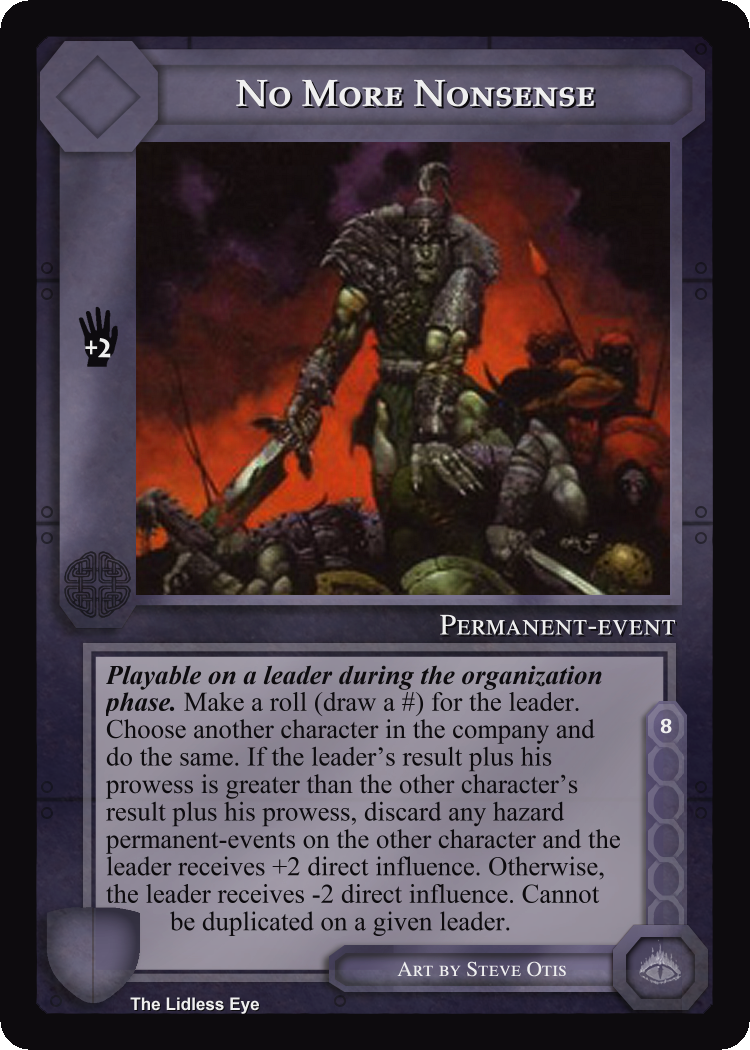 No More Nonsense
+2
Permanent-event
Playable on a leader during the organization
phase. Make a roll (draw a #) for the leader.
Choose another character in the company and
do the same. If the leader's result plus his
prowess is greater than the other character's
result plus his prowess, discard any hazard
permanent-events on the other character and the
leader receives +2 direct influence. Otherwise,
the leader receives -2 direct influence. Cannot
be duplicated on a given leader.
8
Art by Steve Otis
The Lidless Eye